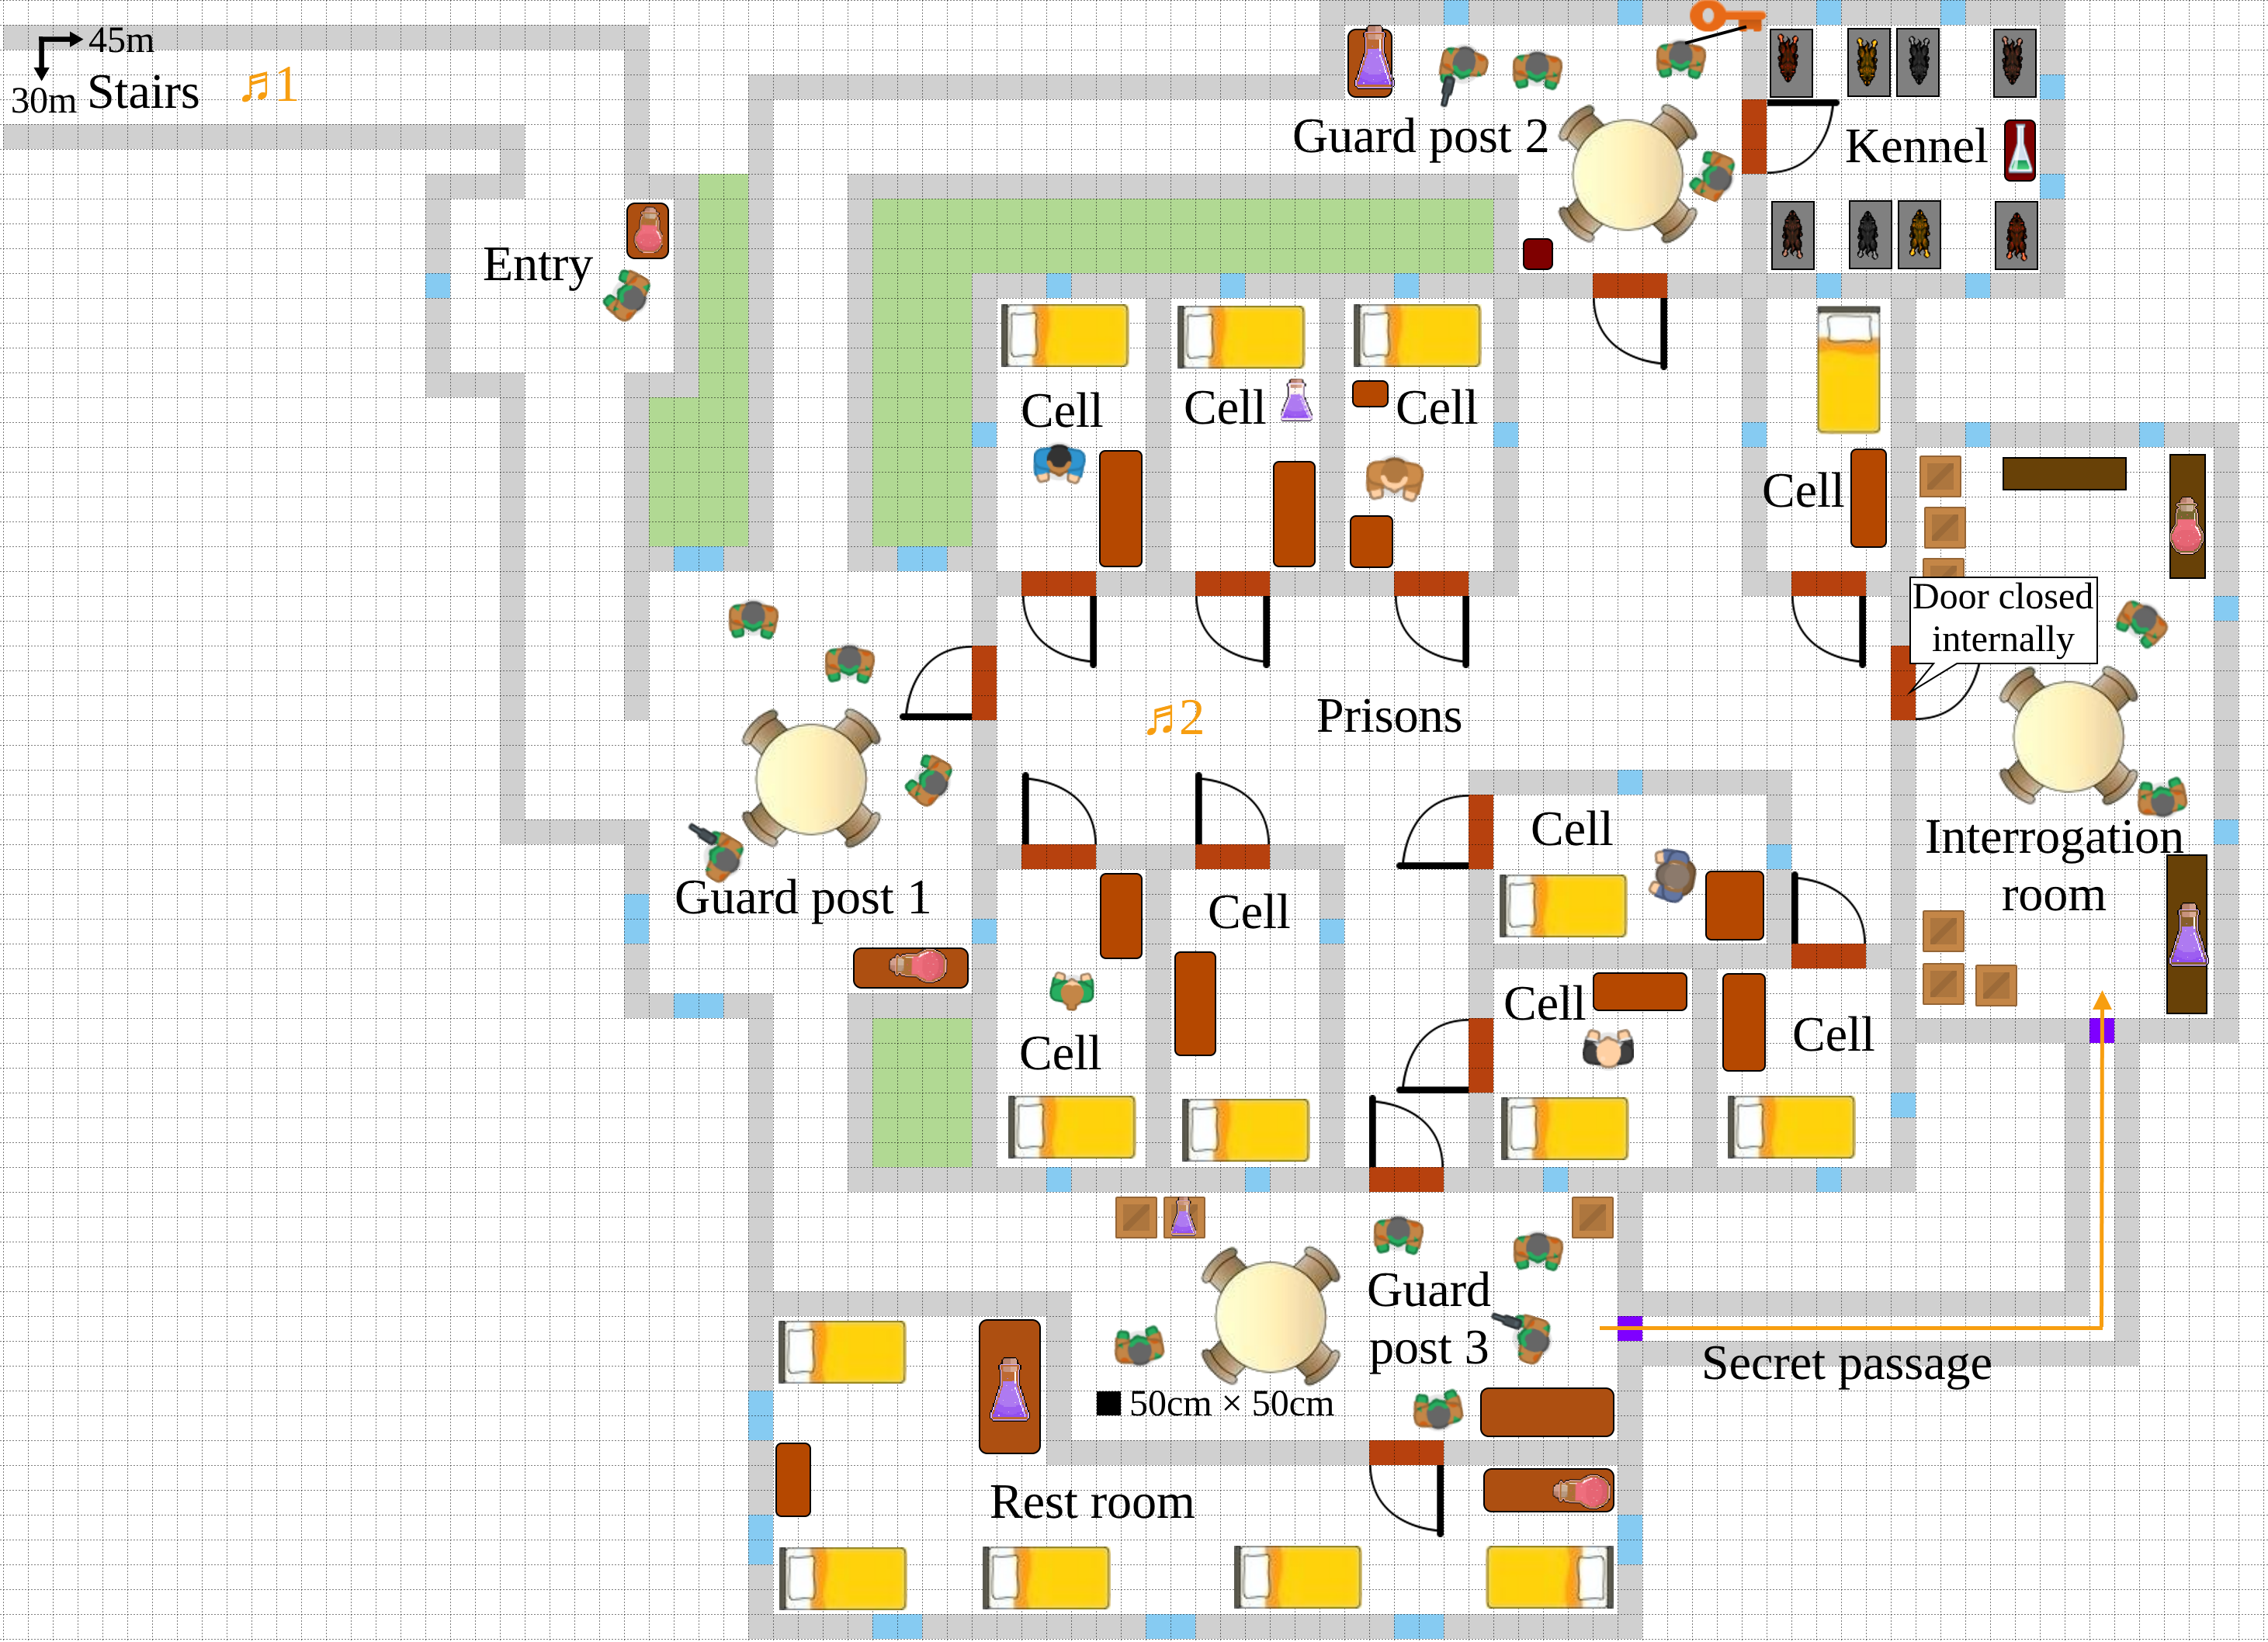 45m
30m Stairs ♬1
Guard post 2
Kennel
Entry
Cell
Cell
Cell
Cell
Door closed
internally
♬2
Prisons
Cell
Interrogation
room
Guard post 1
Cell
Cell
Cell
Cell
Guard
post 3
Secret passage
50cm × 50cm
Rest room